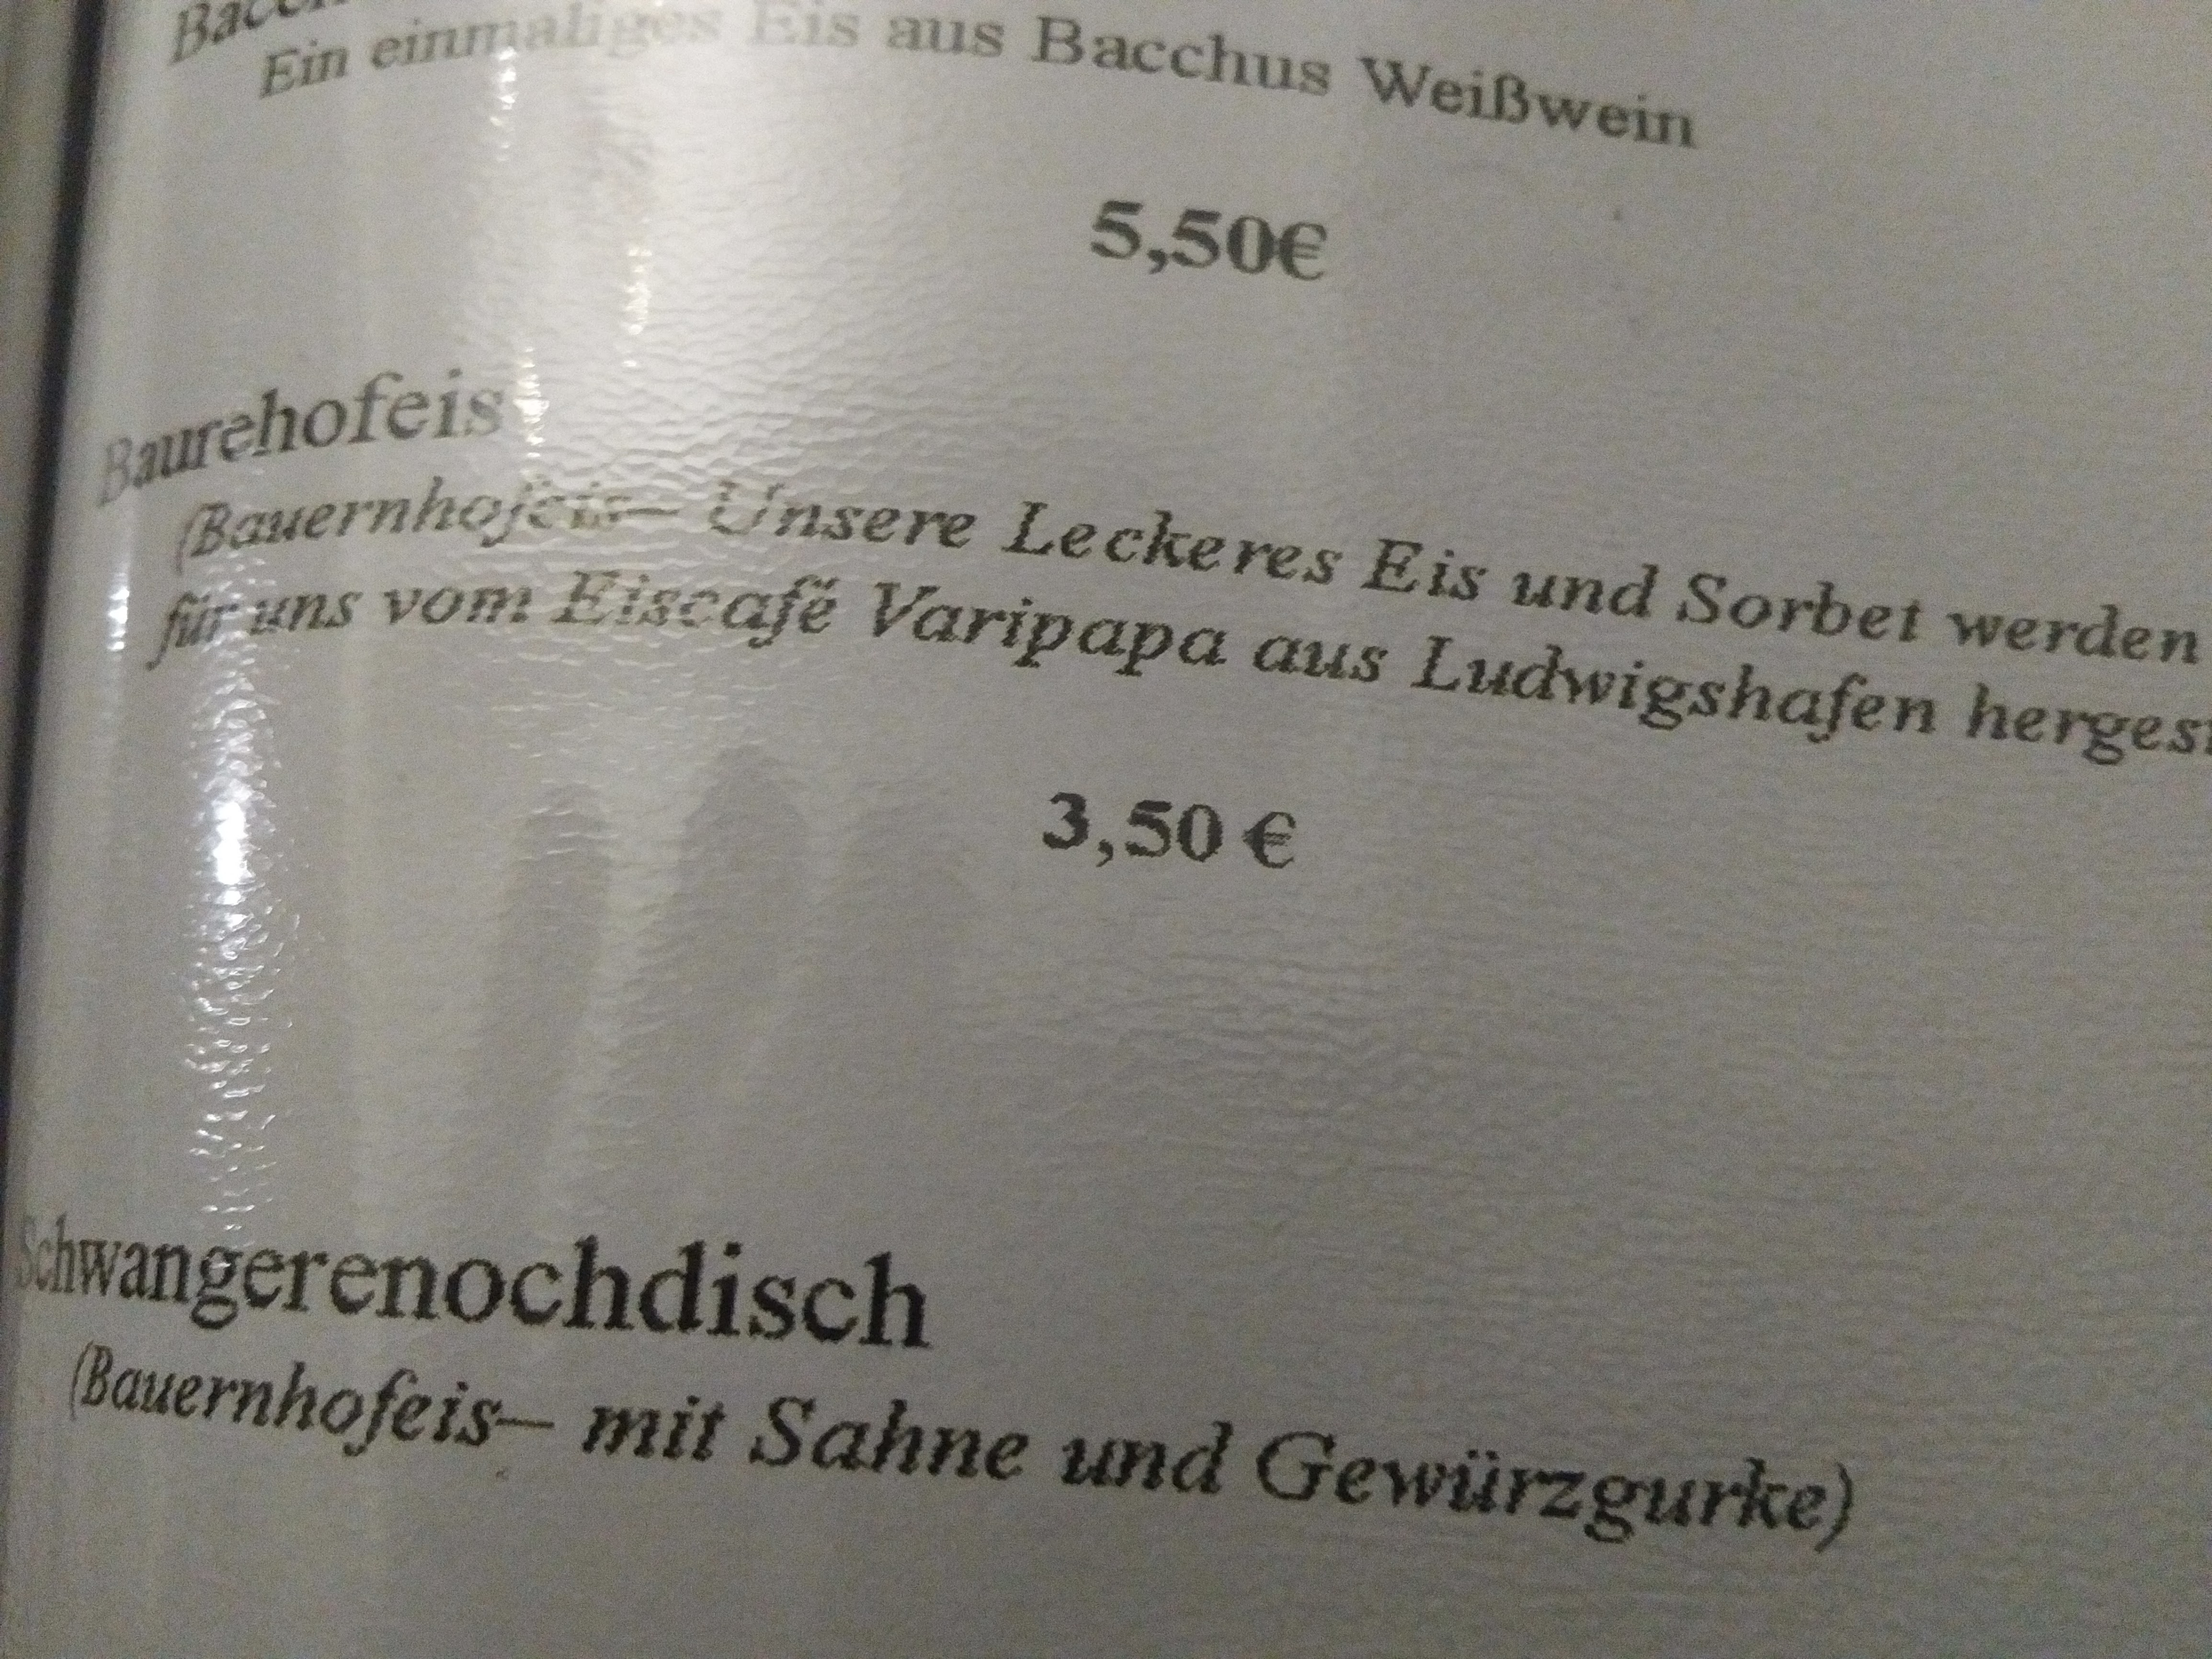 Ein einmaliges Eis aus Bacchus Weißwein
5,50€
Baurehofeis
(Bauernhofeis– Unsere Leckeres Eis und Sorbet werden
für uns vom Eiscafé Varipapa aus Ludwigshafen
3,50 €
Schwangerenochdisch
(Bauernhofeis– mit Sahne und Gewürzgurke)